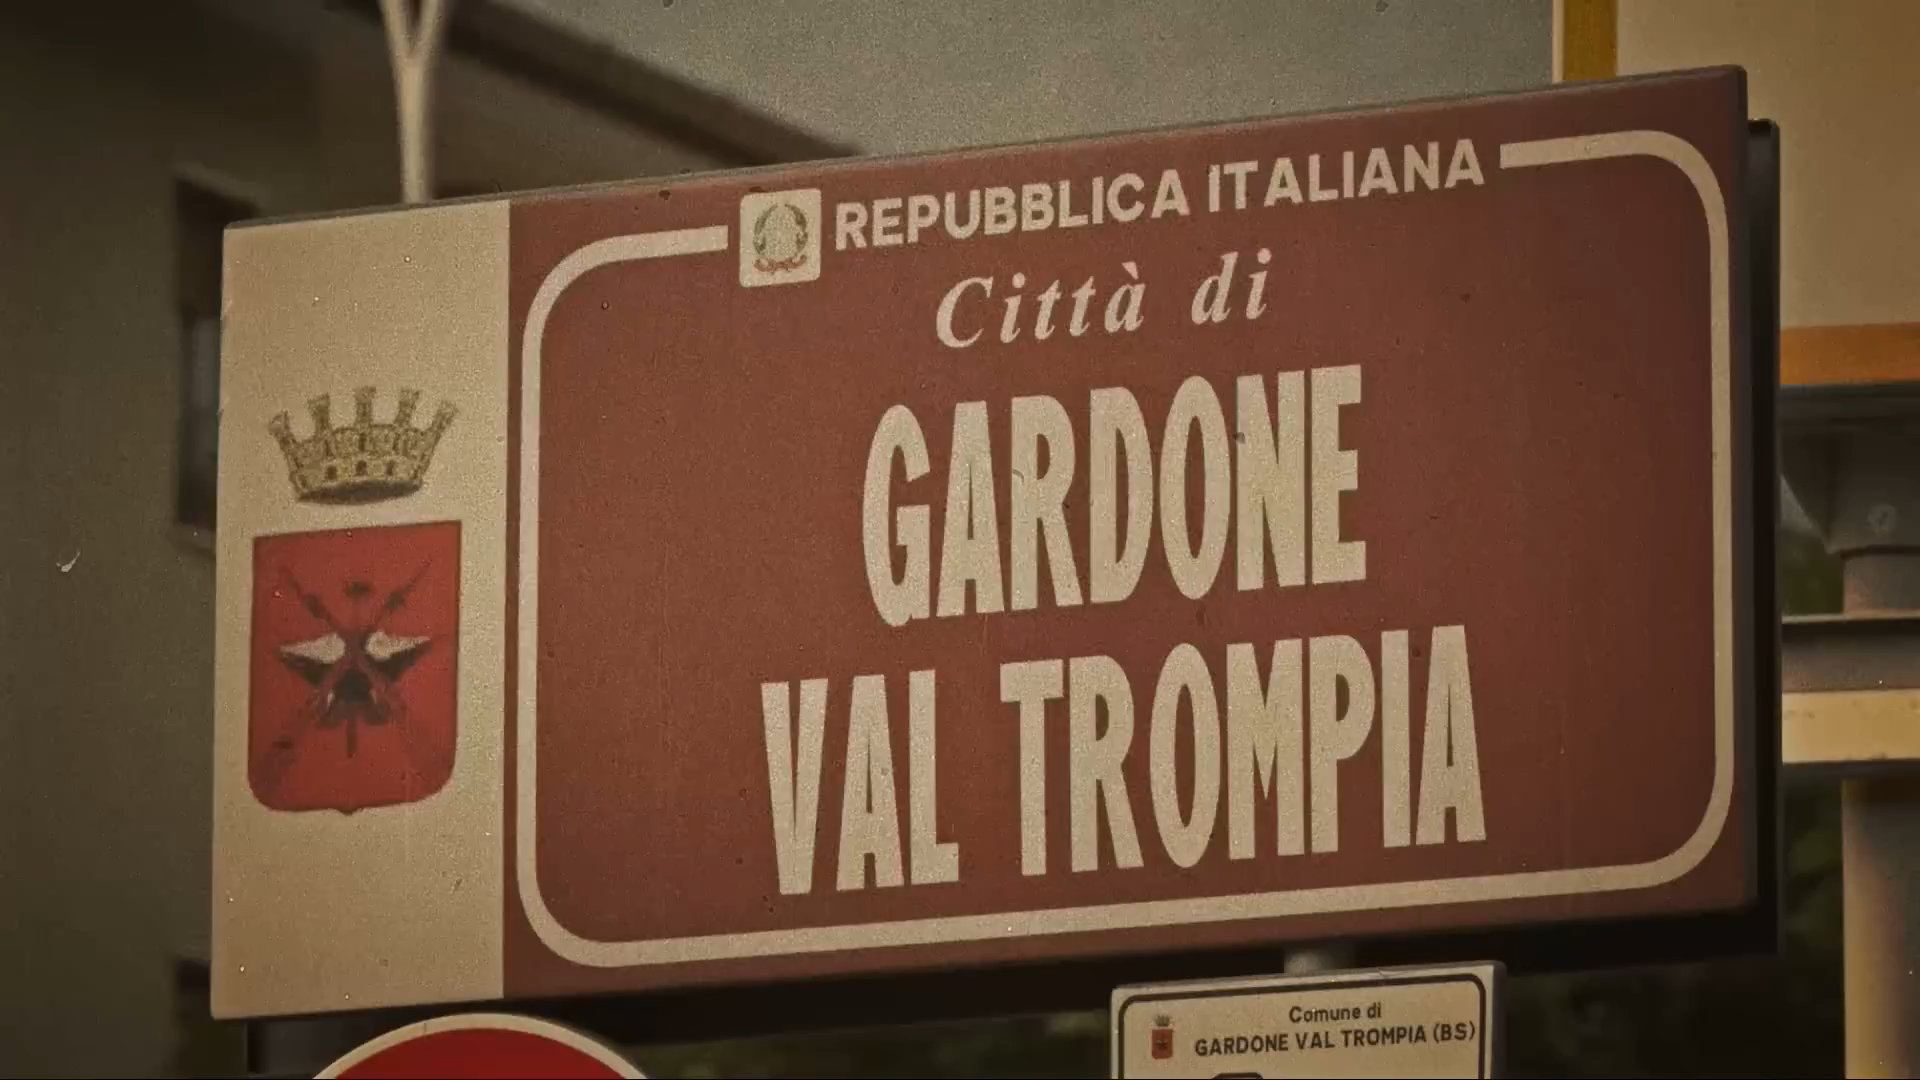 REPUBBLICA ITALIANA
Città di
GARDONE
VAL TROMPIA
Comune di
GARDONE VAL TROMPIA (BS)